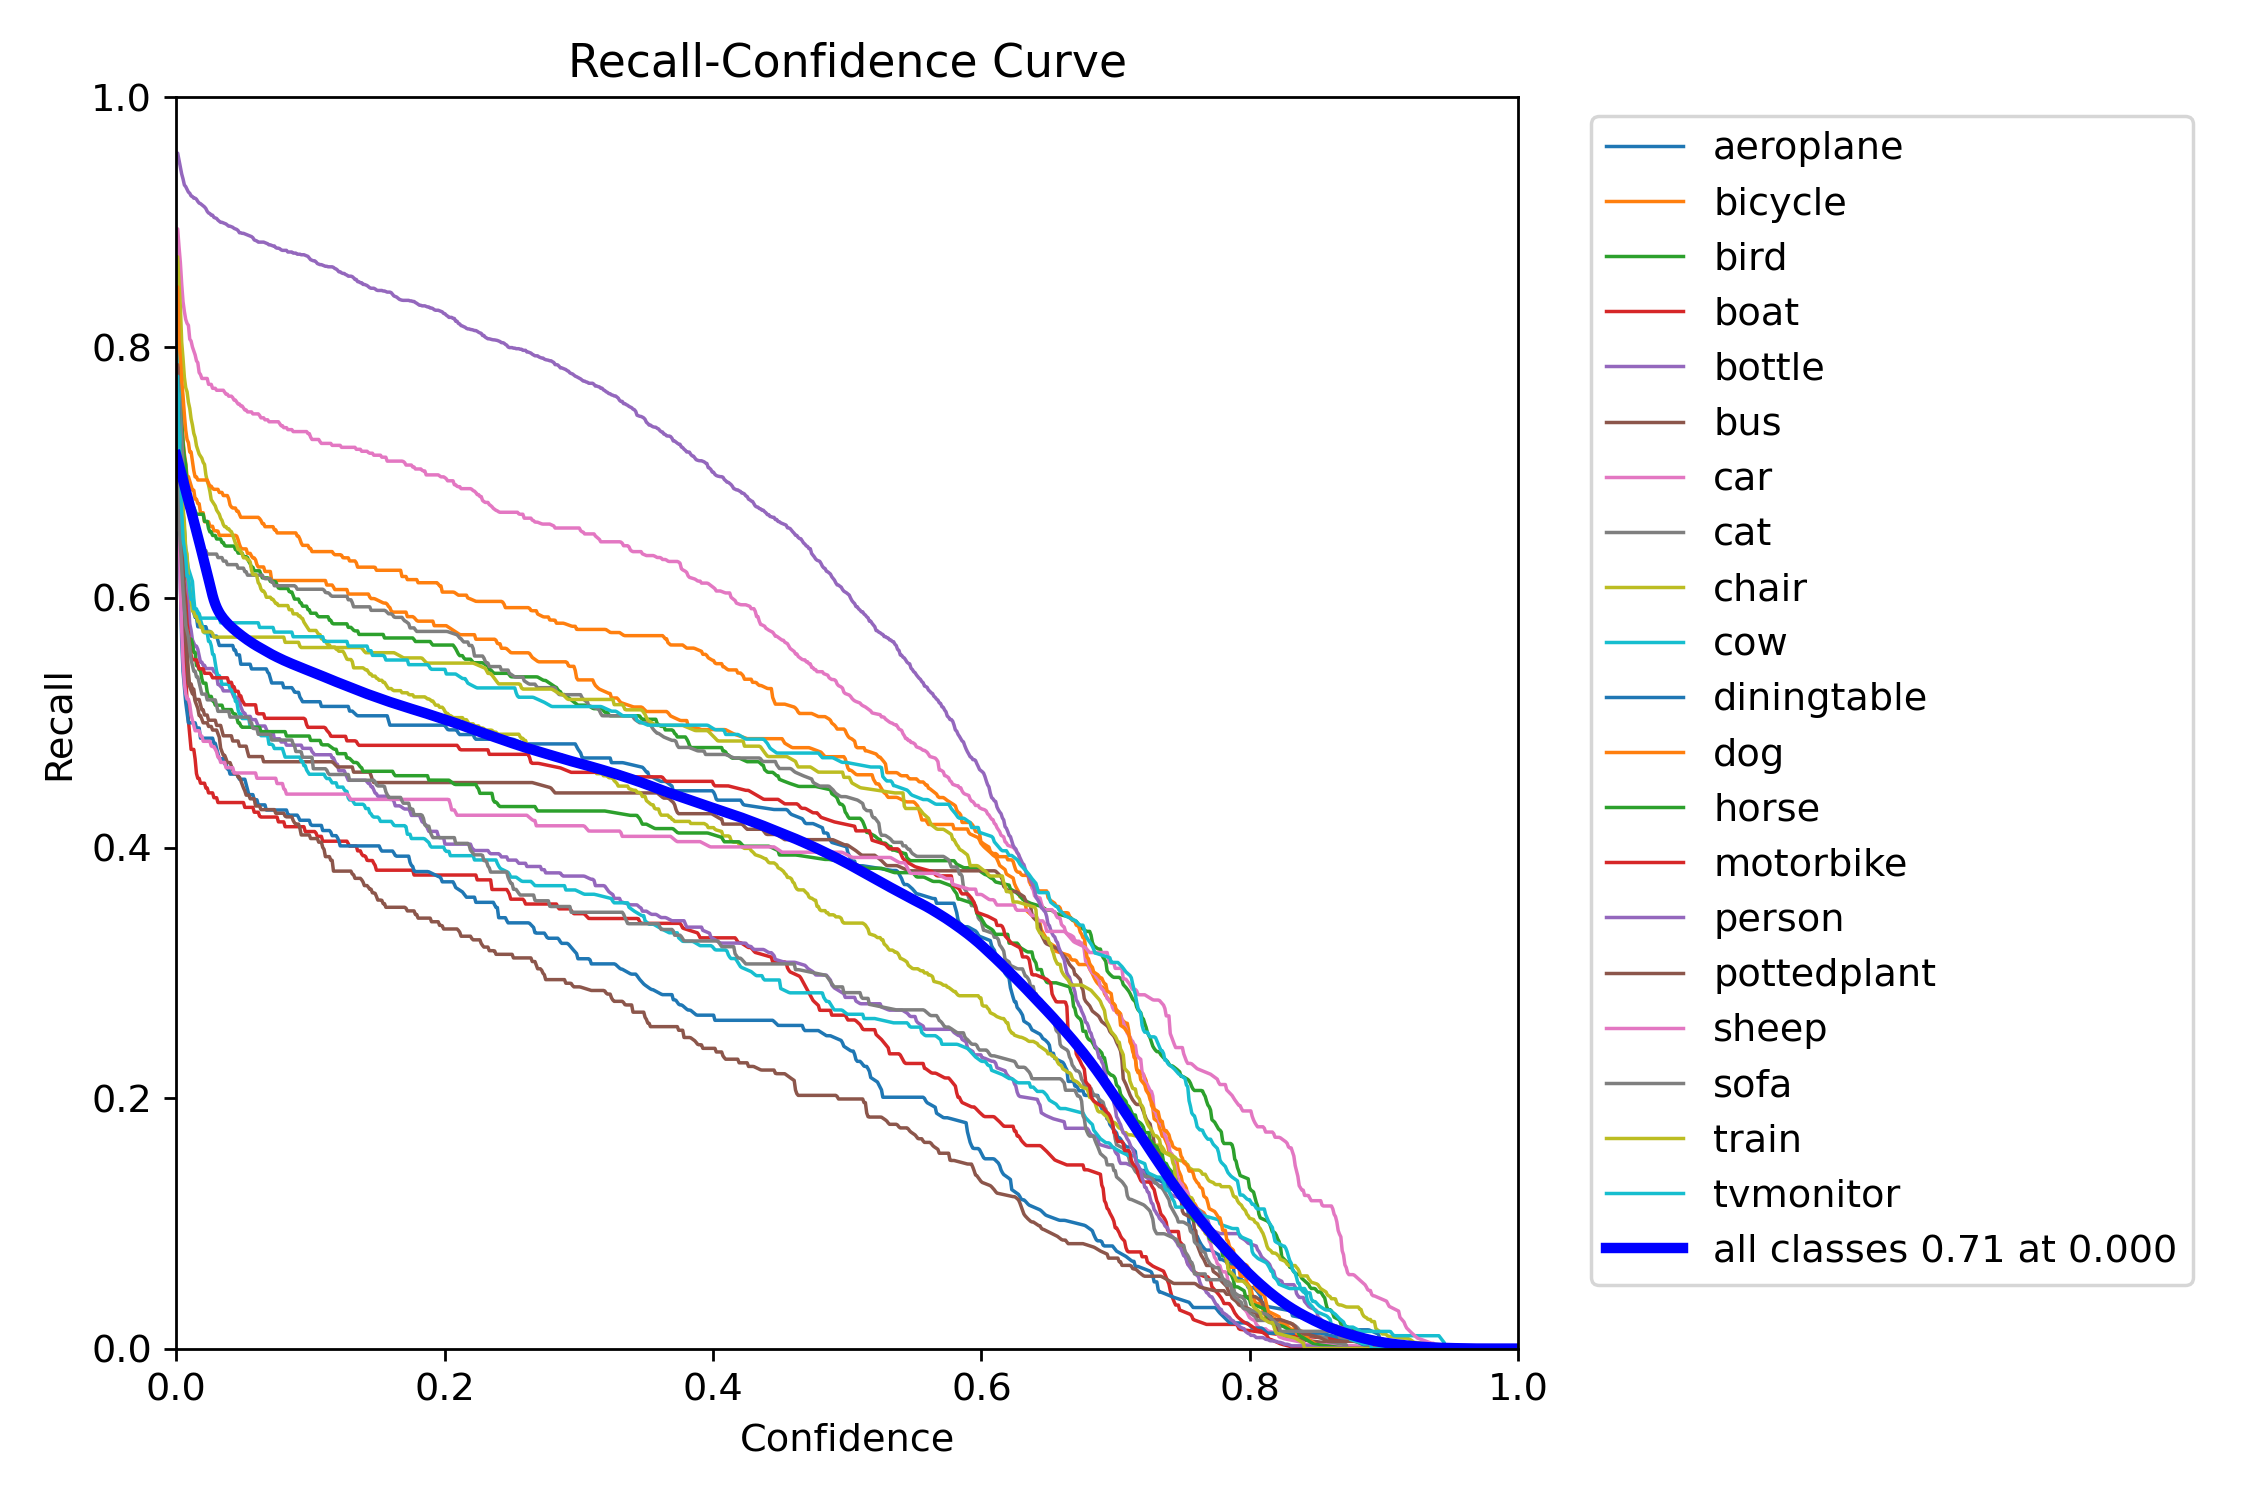 Recall-Confidence Curve
1.0
0.8
0.6
0.4
0.2
0.0
Recall
0.0 0.2 0.4 0.6 0.8 1.0
Confidence
aeroplane
bicycle
bird
boat
bottle
bus
car
cat
chair
cow
diningtable
dog
horse
motorbike
person
pottedplant
sheep
sofa
train
tvmonitor
all classes 0.71 at 0.000